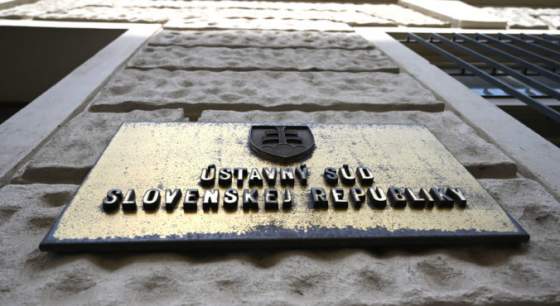 ÚSTAVNÝ SÚD
SLOVENSKEJ REPUBLIKY